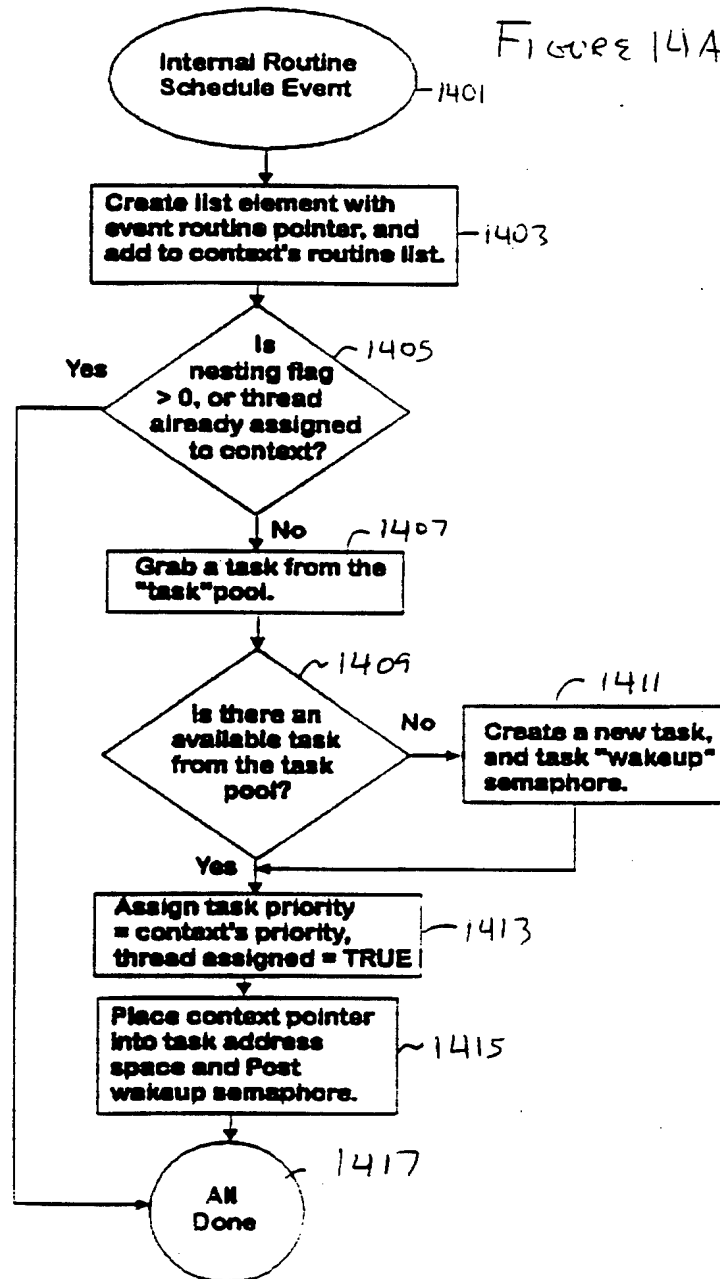 Figure 14A
Internal Routine
Schedule Event
1401
Create list element with
event routine pointer, and
add to context's routine list.
1403
Is
nesting flag
> 0, or thread
already assigned
to context?
1405
Yes
No
1407
Grab a task from the
"task"pool.
1409
Is there an
available task
from the task
pool?
No
1411
Create a new task,
and task "wakeup"
semaphore.
Yes
Assign task priority
= context's priority,
thread assigned = TRUE
1413
Place context pointer
into task address
space and Post
wakeup semaphore.
1415
1417
All
Done